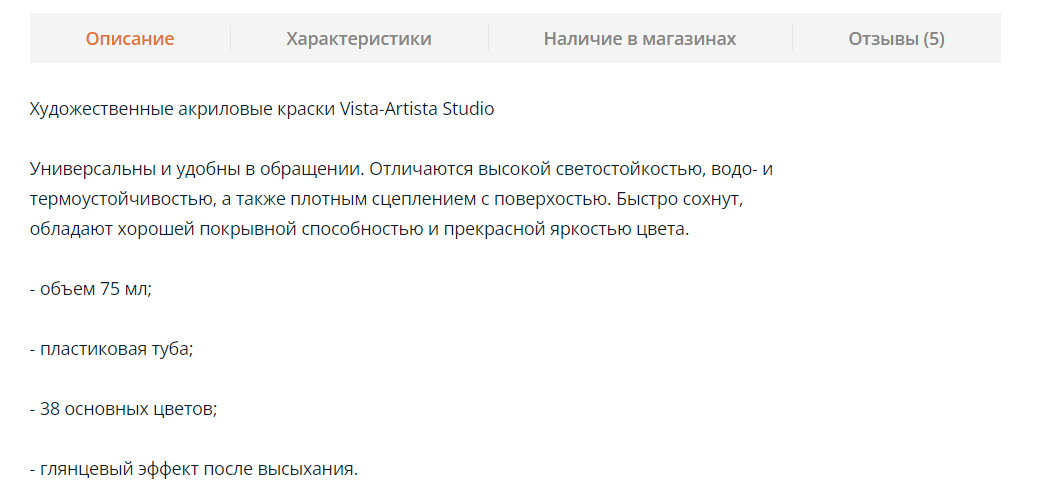 Описание Характеристики Наличие в магазинах Отзывы (5)
Художественные акриловые краски Vista-Artista Studio
Универсальны и удобны в обращении. Отличаются высокой светостойкостью, водо- и
термоустойчивостью, а также плотным сцеплением с поверхостью. Быстро сохнут,
обладают хорошей покрывной способностью и прекрасной яркостью цвета.
- объем 75 мл;
- пластиковая туба;
- 38 основных цветов;
- глянцевый эффект после высыхания.